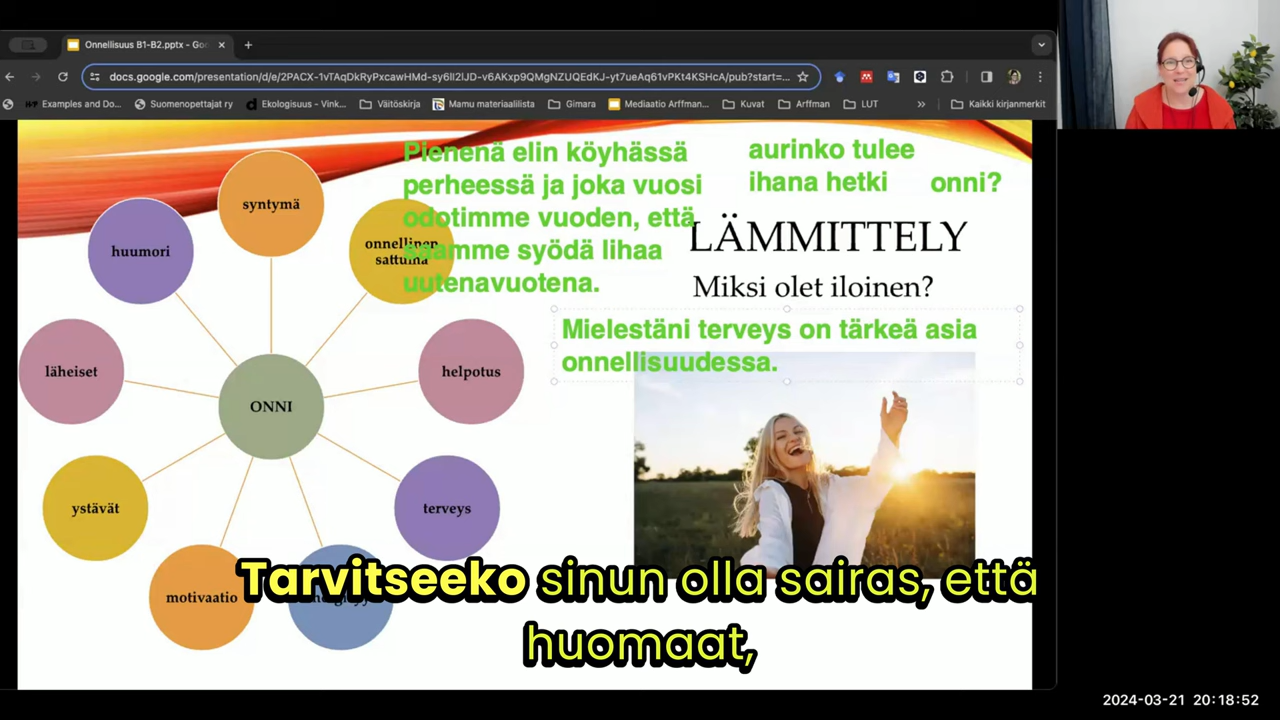 Onnellisuus B1-B2.pptx - Goo
docs.google.com/presentation/d/e/2PACX-1vTAqDkRyPxcawHMd-sy6Il2lJD-v6AKxp9QMgNZUQEdKJ-yt7ueAq61vPKt4KSHcA/pub?start=...
Examples and Do...
Suomenopettajat ry
Ekologisuus - Vink...
Väitöskirja
Mamu materiaalilista
Gimara
Mediaatio Arffman...
Kuvat
Arffman
LUT
»
Kaikki kirjanmerkit
Pienenä elin köyhässä
perheessä ja joka vuosi
odotimme vuoden, että
saamme syödä lihaa
uutenavuotena.
aurinko tulee
ihana hetki
onni?
LÄMMITTELY
Miksi olet iloinen?
Mielestäni terveys on tärkeä asia
onnellisuudessa.
syntymä
huumori
onnellinen
sattuma
läheiset
helpotus
ONNI
ystävät
terveys
motivaatio
Tarvitseeko sinun olla sairas, että
huomaat,
2024-03-21 20:18:52